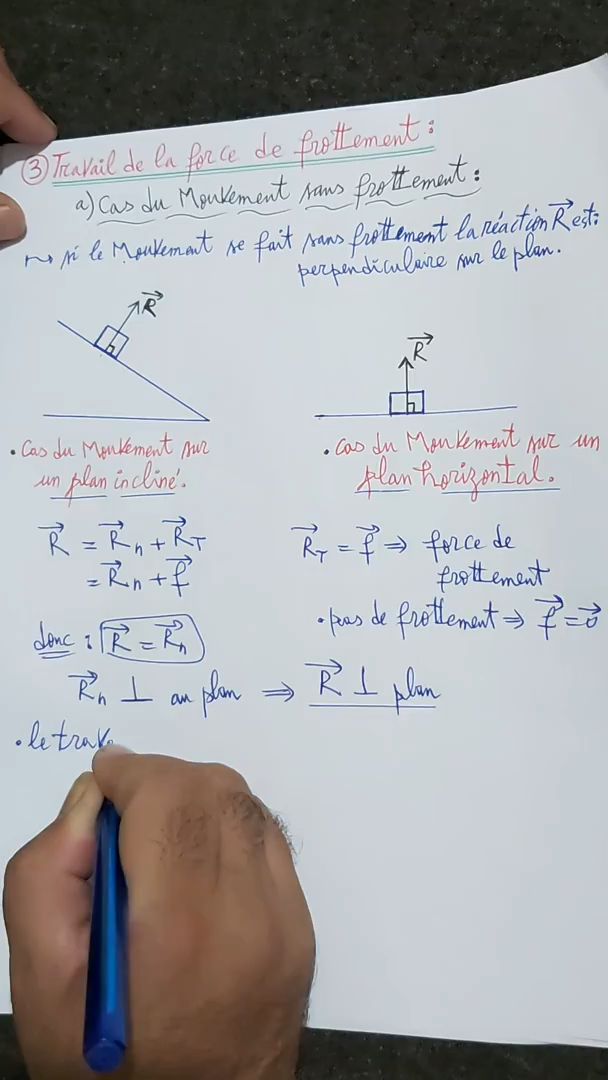 ③ Travail de la force de frottement :
a) Cas du Mouvement sans frottement :
si le Mouvement se fait sans frottement la réaction R⃗ est:
perpendiculaire sur le plan.
R⃗
R⃗
• Cas du Mouvement sur
un plan incliné.
• cas du Mouvement sur un
plan horizontal.
R⃗ = R⃗n + R⃗T
= R⃗n + f⃗
R⃗T = f⃗ ⇒ force de
frottement
• pas de frottement ⇒ f⃗ = o⃗
donc : R⃗ = R⃗n
R⃗n ⊥ au plan ⇒ R⃗ ⊥ plan
• le trav